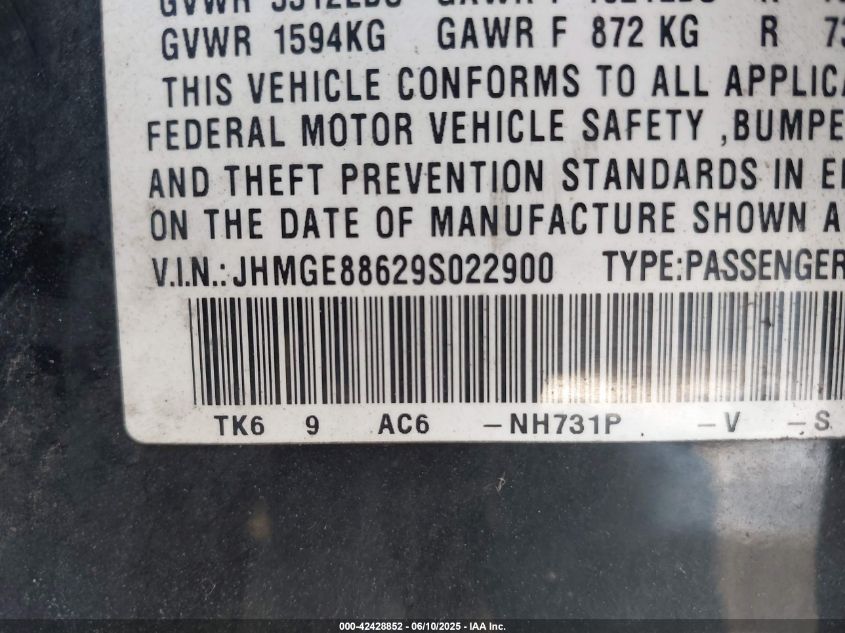 GVWR 1594KG GAWR F 872 KG R 73
THIS VEHICLE CONFORMS TO ALL APPLICA
FEDERAL MOTOR VEHICLE SAFETY ,BUMPE
AND THEFT PREVENTION STANDARDS IN E
ON THE DATE OF MANUFACTURE SHOWN A
V.I.N.:JHMGE88629S022900 TYPE:PASSENGER
TK6 9 AC6 -NH731P -V -S
000-42428852 - 06/10/2025 - IAA Inc.